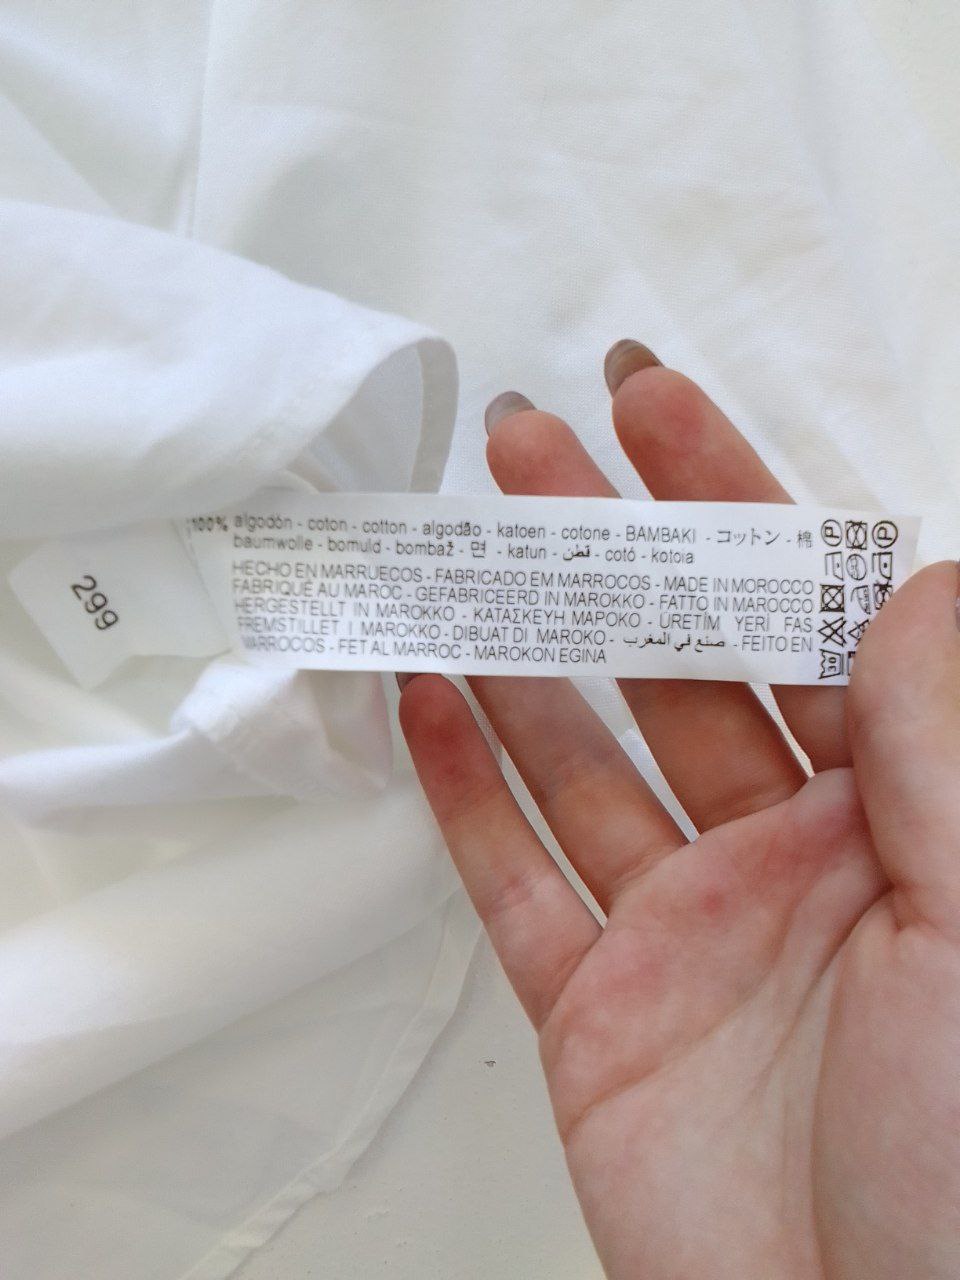 100% algodón - coton - cotton - algodão - katoen - cotone - BAMBAKI - コットン - 棉
baumwolle - bomuld - bombaž - 면 - katun - قطن - cotó - kotoia
HECHO EN MARRUECOS - FABRICADO EM MARROCOS - MADE IN MOROCCO
FABRIQUÉ AU MAROC - GEFABRICEERD IN MAROKKO - FATTO IN MAROCCO
HERGESTELLT IN MAROKKO - ΚΑΤΑΣΚΕΥΗ ΜΑΡΟΚΟ - ÜRETİM YERİ FAS
FREMSTILLET I MAROKKO - DIBUAT DI MAROKO - صنع في المغرب - FEITO EN
MARROCOS - FET AL MARROC - MAROKON EGINA
299